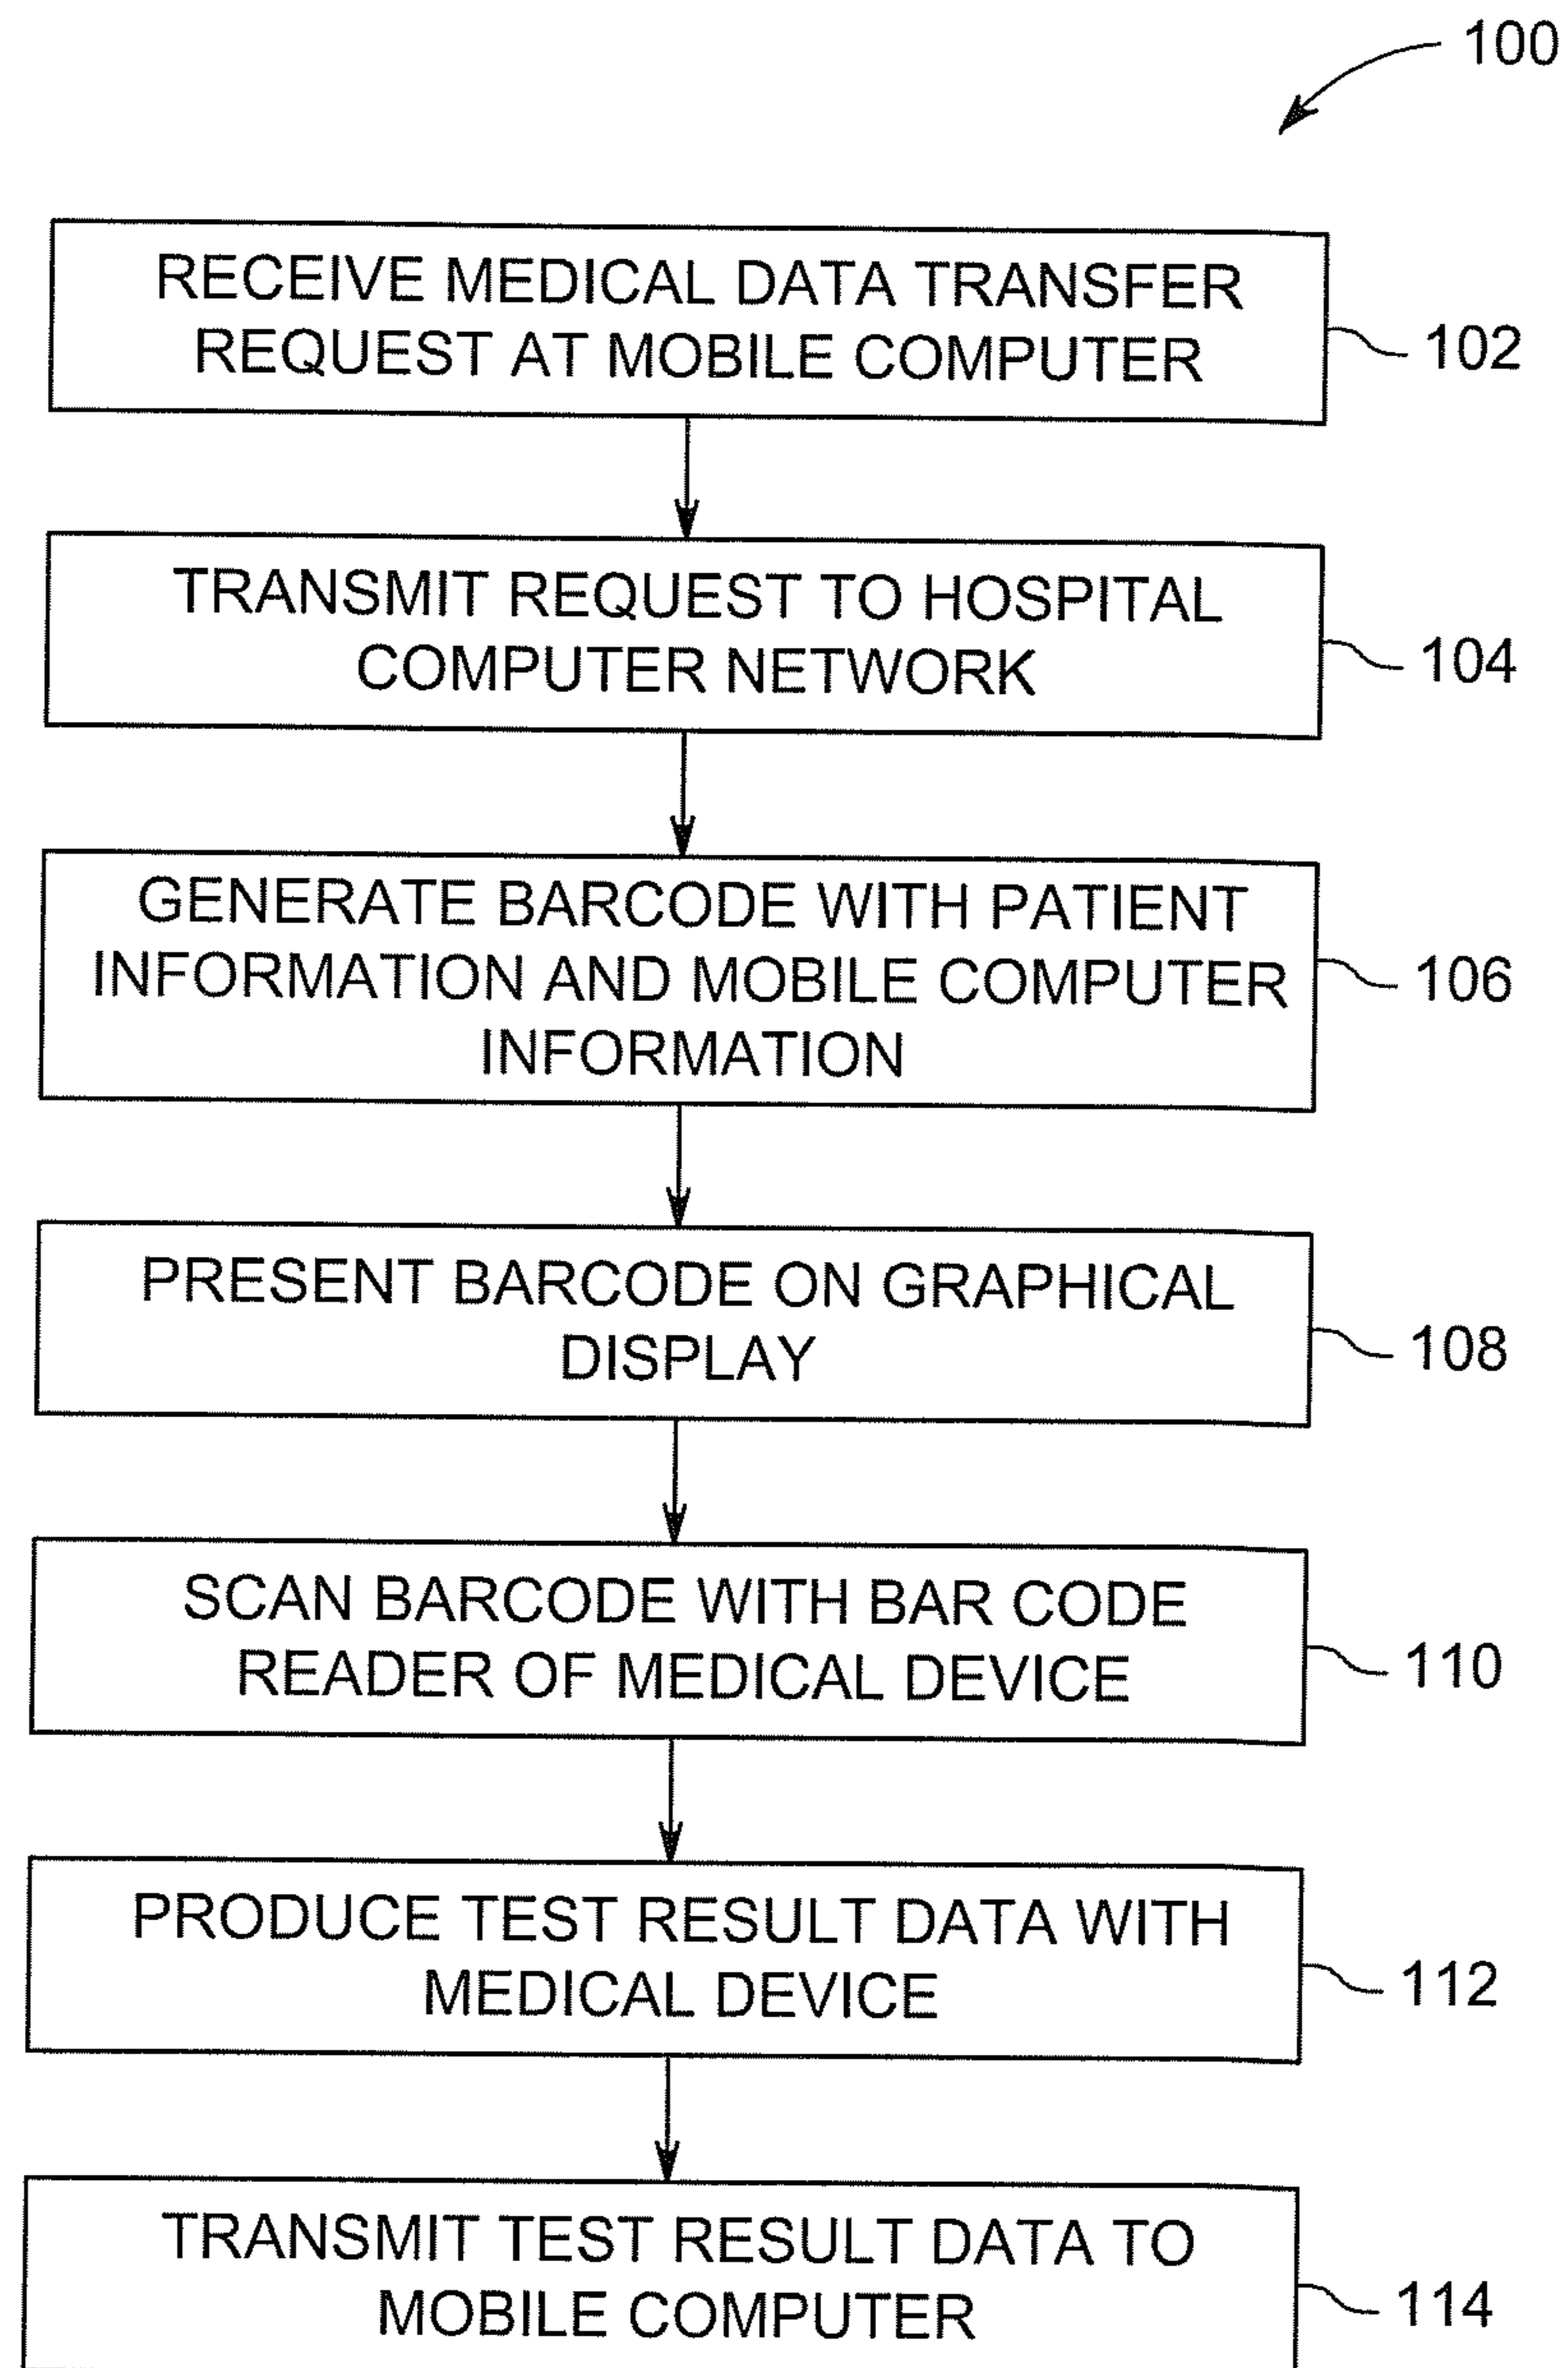 100
RECEIVE MEDICAL DATA TRANSFER
REQUEST AT MOBILE COMPUTER
102
TRANSMIT REQUEST TO HOSPITAL
COMPUTER NETWORK
104
GENERATE BARCODE WITH PATIENT
INFORMATION AND MOBILE COMPUTER
INFORMATION
106
PRESENT BARCODE ON GRAPHICAL
DISPLAY
108
SCAN BARCODE WITH BAR CODE
READER OF MEDICAL DEVICE
110
PRODUCE TEST RESULT DATA WITH
MEDICAL DEVICE
112
TRANSMIT TEST RESULT DATA TO
MOBILE COMPUTER
114